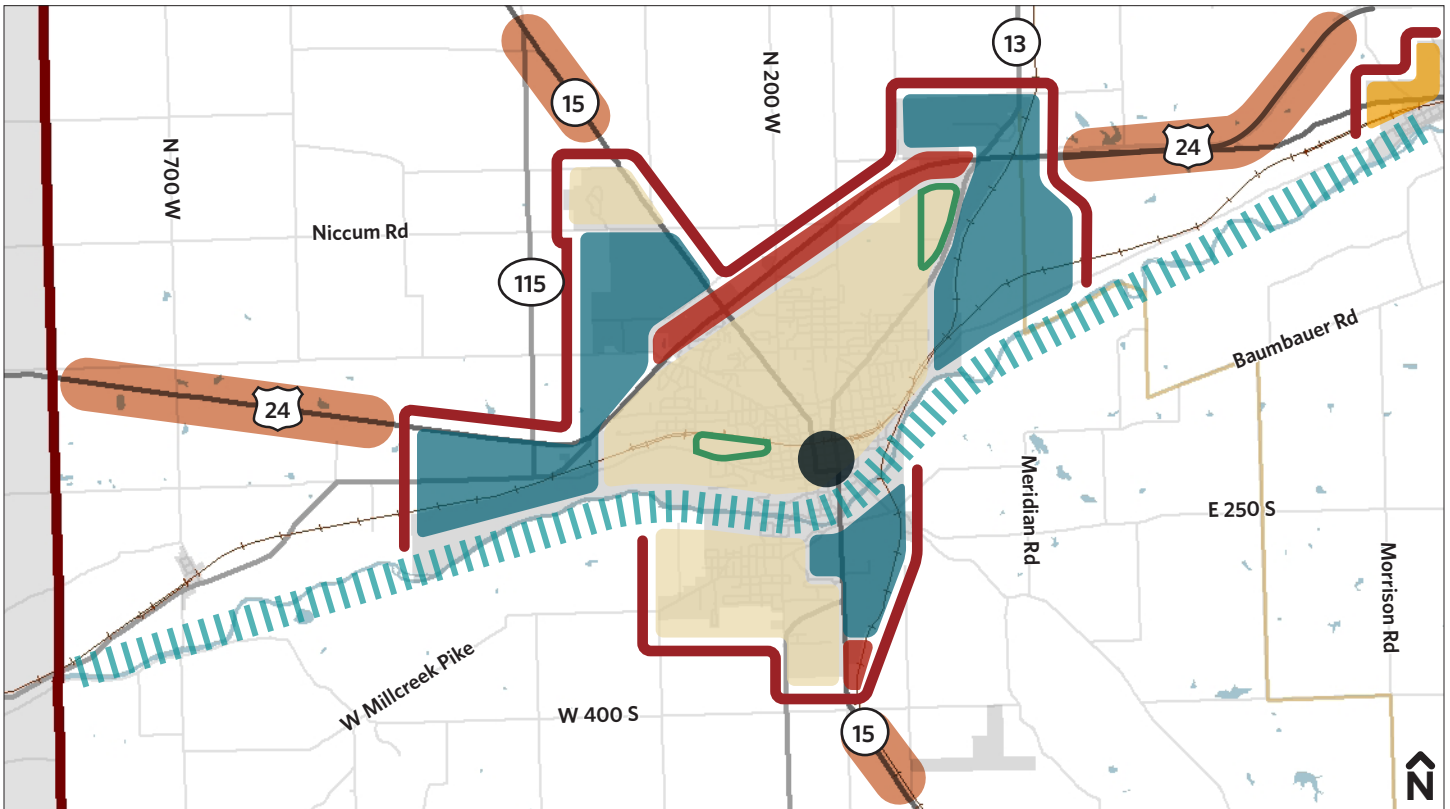 13
15
N 200 W
24
N 700 W
Niccum Rd
115
Baumbauer Rd
24
Meridian Rd
E 250 S
Morrison Rd
W Millcreek Pike
W 400 S
15
N